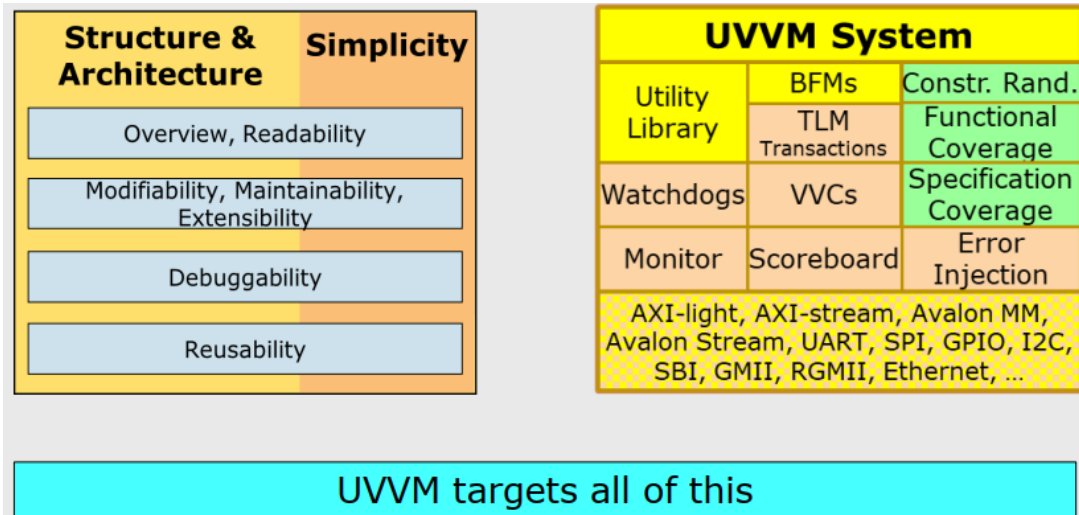 Structure &
Architecture
Simplicity
Overview, Readability
Modifiability, Maintainability,
Extensibility
Debuggability
Reusability
UVVM System
Utility
Library
BFMs
Constr. Rand.
TLM
Transactions
Functional
Coverage
Watchdogs
VVCs
Specification
Coverage
Monitor
Scoreboard
Error
Injection
AXI-light, AXI-stream, Avalon MM,
Avalon Stream, UART, SPI, GPIO, I2C,
SBI, GMII, RGMII, Ethernet, ...
UVVM targets all of this